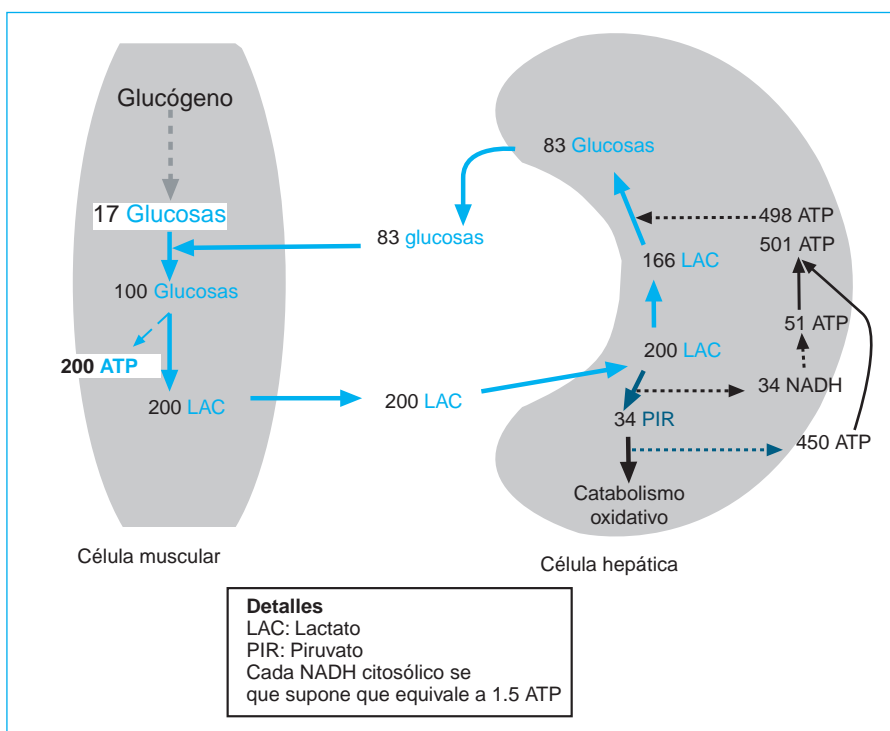 Glucógeno
17 Glucosas
100 Glucosas
200 ATP
200 LAC
Célula muscular
83 glucosas
200 LAC
83 Glucosas
498 ATP
501 ATP
166 LAC
51 ATP
200 LAC
34 NADH
34 PIR
450 ATP
Catabolismo
oxidativo
Célula hepática
Detalles
LAC: Lactato
PIR: Piruvato
Cada NADH citosólico se
que supone que equivale a 1.5 ATP